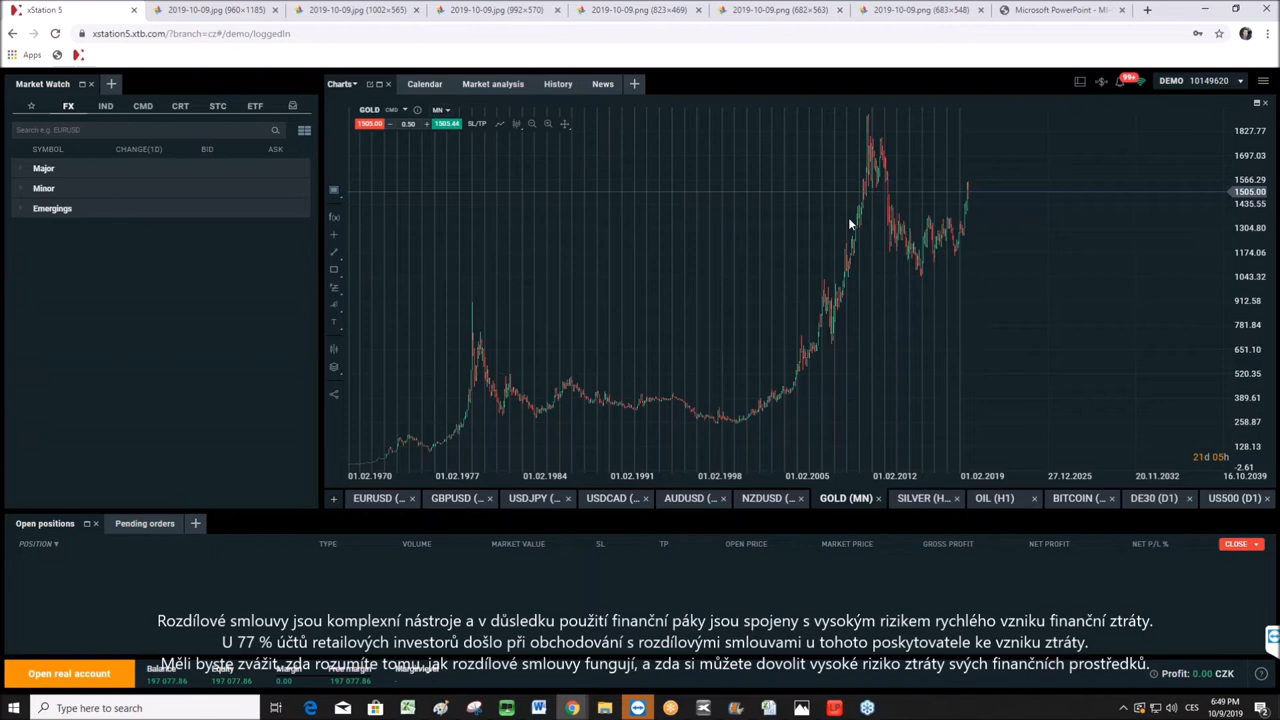 xStation 5
2019-10-09.jpg (960×1185)
2019-10-09.jpg (1002×565)
2019-10-09.jpg (992×570)
2019-10-09.png (823×469)
2019-10-09.png (682×563)
2019-10-09.png (683×548)
Microsoft PowerPoint - MI-
xstation5.xtb.com/?branch=cz#/demo/loggedIn
Apps
Market Watch
Charts
Calendar
Market analysis
History
News
99+
DEMO 10149620
FX IND CMD CRT STC ETF
Search e.g. EURUSD
SYMBOL CHANGE(1D) BID ASK
Major
Minor
Emergings
GOLD CMD MN
1505.00 0.50 1505.44 SL/TP
1827.77
1697.03
1566.29
1505.00
1435.55
1304.80
1174.06
1043.32
912.58
781.84
651.10
520.35
389.61
258.87
128.13
21d 05h
-2.61
01.02.1970 01.02.1977 01.02.1984 01.02.1991 01.02.1998 01.02.2005 01.02.2012 01.02.2019 27.12.2025 20.11.2032 16.10.2039
EURUSD (... GBPUSD (... USDJPY (... USDCAD (... AUDUSD (... NZDUSD (... GOLD (MN) SILVER (H... OIL (H1) BITCOIN (... DE30 (D1) US500 (D1)
Open positions
Pending orders
POSITION TYPE VOLUME MARKET VALUE SL TP OPEN PRICE MARKET PRICE GROSS PROFIT NET PROFIT NET P/L % CLOSE
Rozdílové smlouvy jsou komplexní nástroje a v důsledku použití finanční páky jsou spojeny s vysokým rizikem rychlého vzniku finanční ztráty.
U 77 % účtů retailových investorů došlo při obchodování s rozdílovými smlouvami u tohoto poskytovatele ke vzniku ztráty.
Měli byste zvážit, zda rozumíte tomu, jak rozdílové smlouvy fungují, a zda si můžete dovolit vysoké riziko ztráty svých finančních prostředků.
Open real account
Balance Equity Margin Free margin Margin level
197 077.86 197 077.86 0.00 197 077.86 -
Profit: 0.00 CZK
Type here to search
CES
6:49 PM
10/9/2019